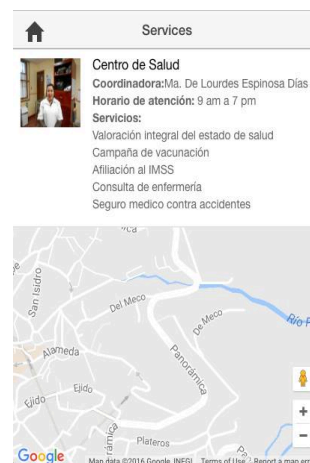 Services
Centro de Salud
Coordinadora:Ma. De Lourdes Espinosa Días
Horario de atención: 9 am a 7 pm
Servicios:
Valoración integral del estado de salud
Campaña de vacunación
Afiliación al IMSS
Consulta de enfermería
Seguro medico contra accidentes
San Isidro
Del Meco
De Meco
Río
Alameda
Panorámica
Ejido
Ejido
Plateros
Google
Map data ©2016 Google, INEGI Terms of Use Report a map